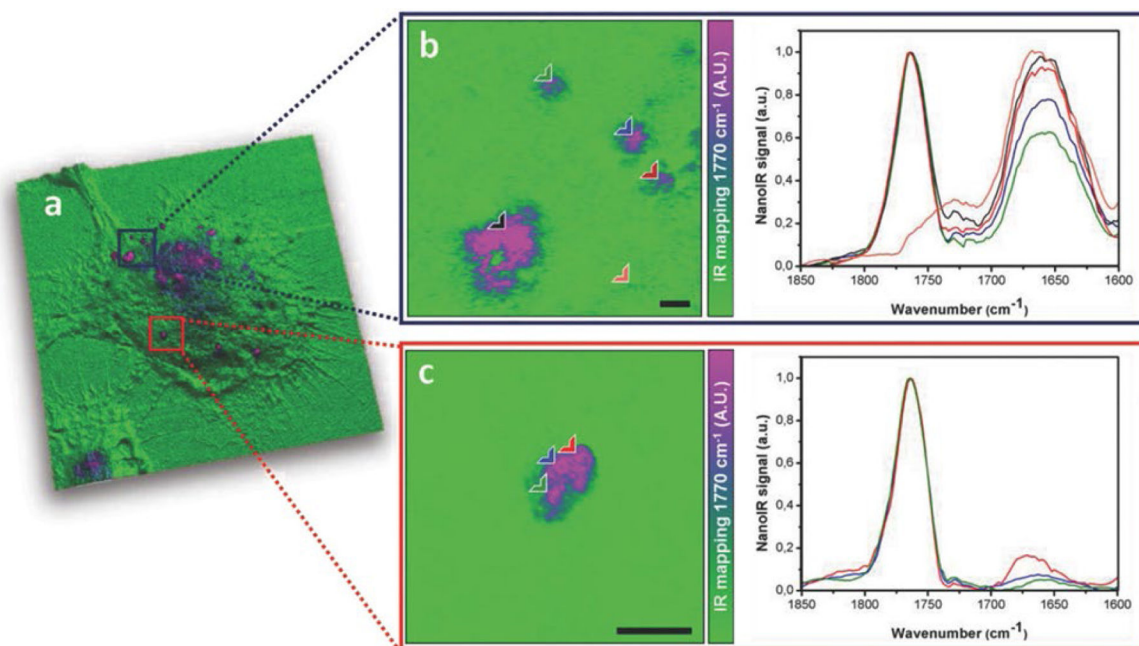 a
b
IR mapping 1770 cm-1 (A.U.)
NanoIR signal (a.u.)
1,0
0,8
0,6
0,4
0,2
0,0
1850 1800 1750 1700 1650 1600
Wavenumber (cm-1)
c
IR mapping 1770 cm-1 (A.U.)
NanoIR signal (a.u.)
1,0
0,8
0,6
0,4
0,2
0,0
1850 1800 1750 1700 1650 1600
Wavenumber (cm-1)